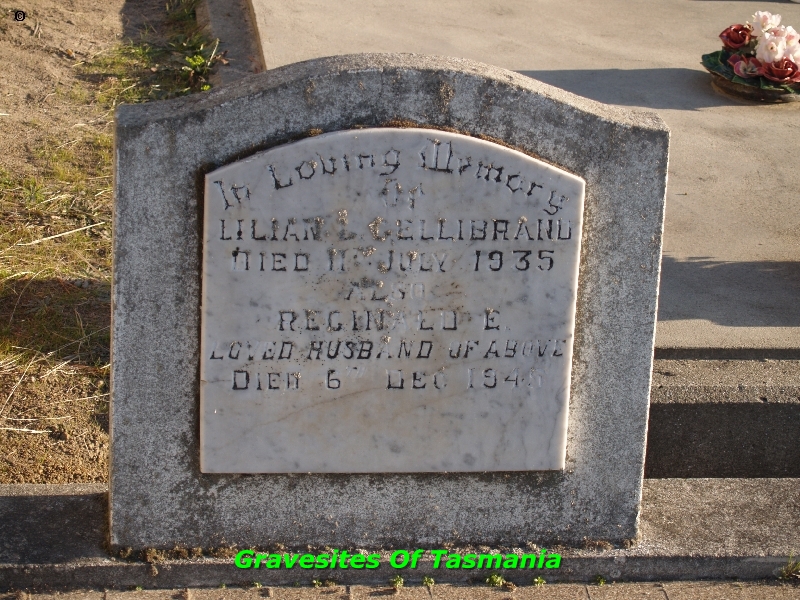 In Loving Memory
Of
LILIAN L. GELLIBRAND
DIED 11TH JULY 1935
ALSO
REGINALD E.
LOVED HUSBAND OF ABOVE
DIED 6TH DEC
Gravesites Of Tasmania